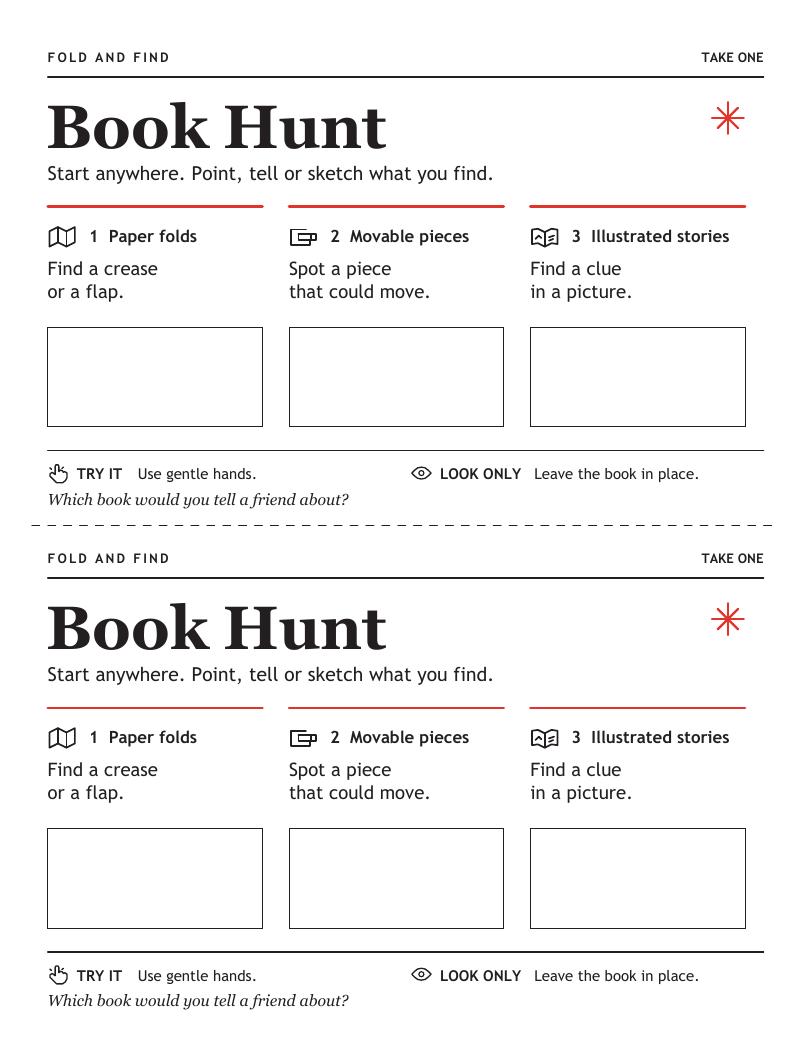 FOLD AND FIND
TAKE ONE
Book Hunt
Start anywhere. Point, tell or sketch what you find.
1 Paper folds
Find a crease
or a flap.
2 Movable pieces
Spot a piece
that could move.
3 Illustrated stories
Find a clue
in a picture.
TRY IT Use gentle hands.
LOOK ONLY Leave the book in place.
Which book would you tell a friend about?
FOLD AND FIND
TAKE ONE
Book Hunt
Start anywhere. Point, tell or sketch what you find.
1 Paper folds
Find a crease
or a flap.
2 Movable pieces
Spot a piece
that could move.
3 Illustrated stories
Find a clue
in a picture.
TRY IT Use gentle hands.
LOOK ONLY Leave the book in place.
Which book would you tell a friend about?